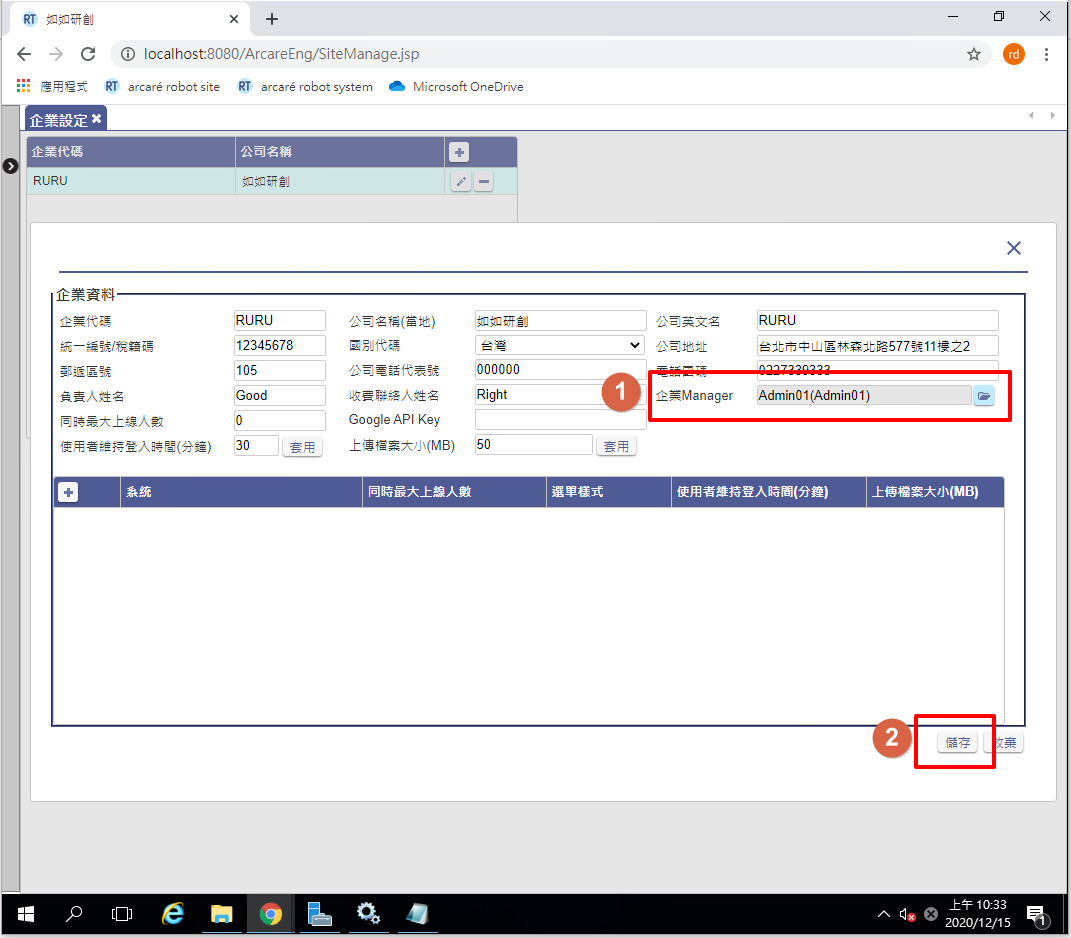 RT 如如研創
localhost:8080/ArcareEng/SiteManage.jsp
rd
應用程式 RT arcaré robot site RT arcaré robot system Microsoft OneDrive
企業設定
企業代碼 公司名稱
RURU 如如研創
企業資料
企業代碼 RURU 公司名稱(當地) 如如研創 公司英文名 RURU
統一編號/稅籍碼 12345678 國別代碼 台灣 公司地址 台北市中山區林森北路577號11樓之2
郵遞區號 105 公司電話代表號 000000 電話國碼 0227339333
負責人姓名 Good 收費聯絡人姓名 Right 1 企業Manager Admin01(Admin01)
同時最大上線人數 0 Google API Key
使用者維持登入時間(分鐘) 30 套用 上傳檔案大小(MB) 50 套用
系統 同時最大上線人數 選單樣式 使用者維持登入時間(分鐘) 上傳檔案大小(MB)
2 儲存 放棄
上午 10:33
2020/12/15
1